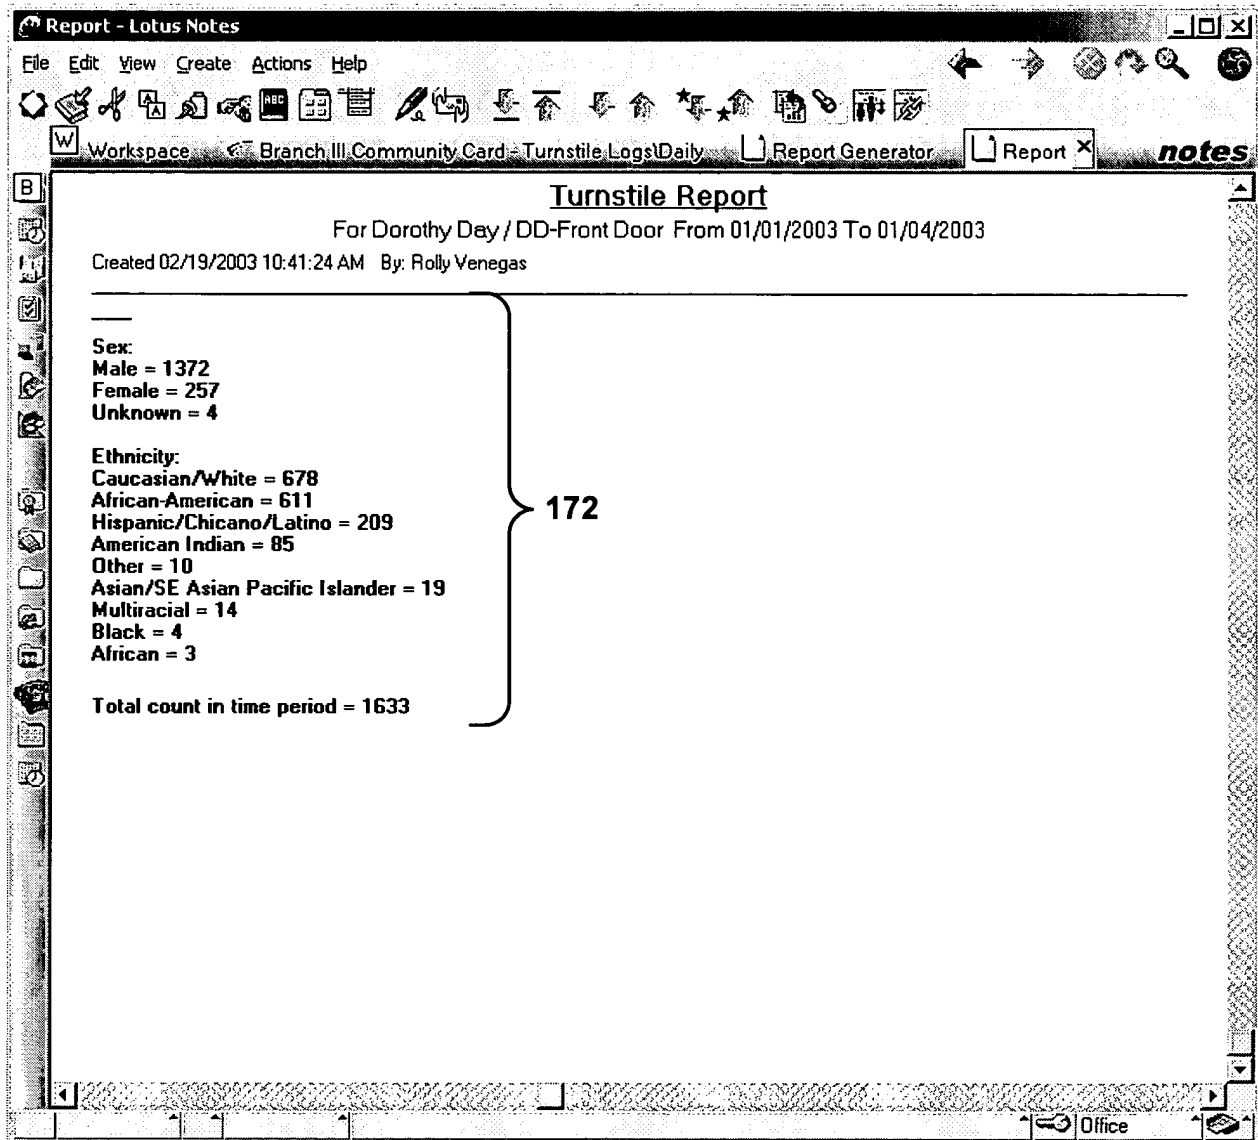 Report - Lotus Notes
File Edit View Create Actions Help
Workspace Branch III Community Card - Turnstile Logs\Daily Report Generator Report notes
Turnstile Report
For Dorothy Day / DD-Front Door From 01/01/2003 To 01/04/2003
Created 02/19/2003 10:41:24 AM By: Rolly Venegas
Sex:
Male = 1372
Female = 257
Unknown = 4
Ethnicity:
Caucasian/White = 678
African-American = 611
Hispanic/Chicano/Latino = 209
American Indian = 85
Other = 10
Asian/SE Asian Pacific Islander = 19
Multiracial = 14
Black = 4
African = 3
Total count in time period = 1633
172
Office